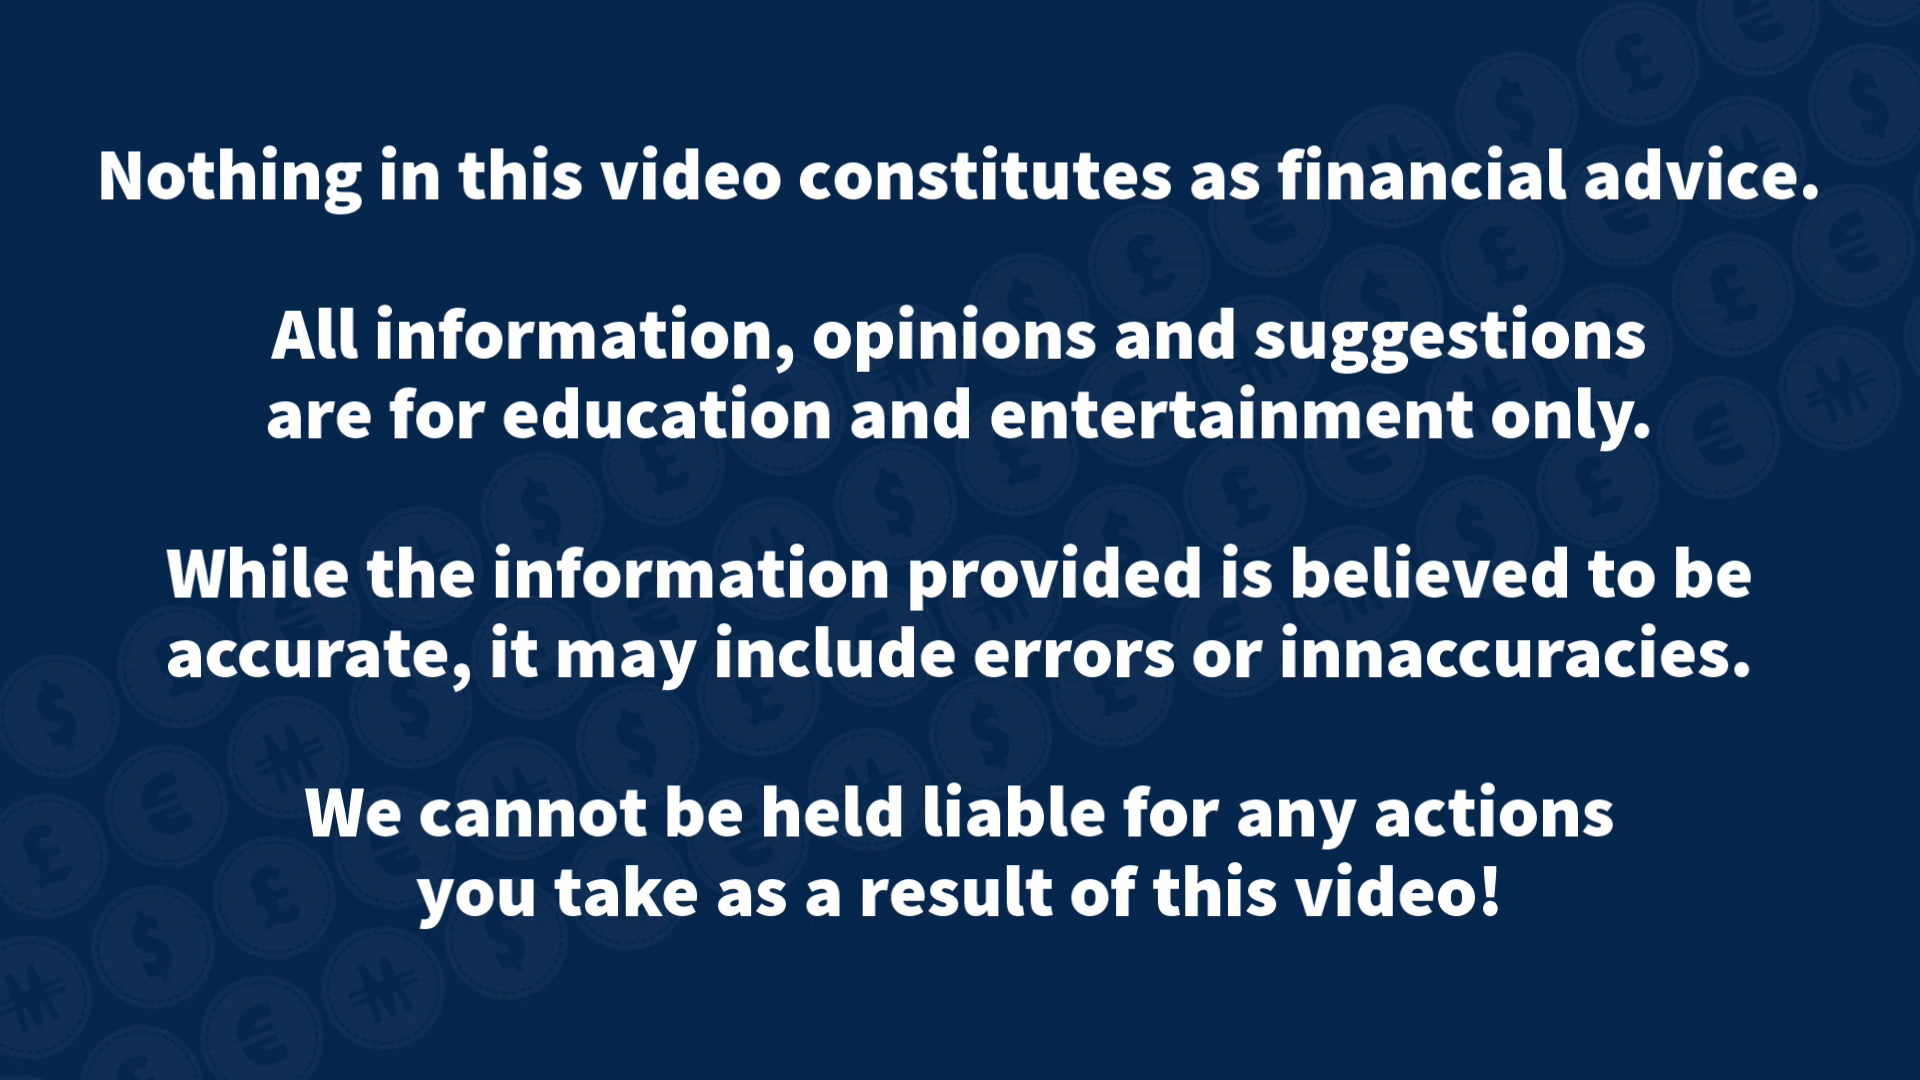 Nothing in this video constitutes as financial advice.
All information, opinions and suggestions
are for education and entertainment only.
While the information provided is believed to be
accurate, it may include errors or innaccuracies.
We cannot be held liable for any actions
you take as a result of this video!